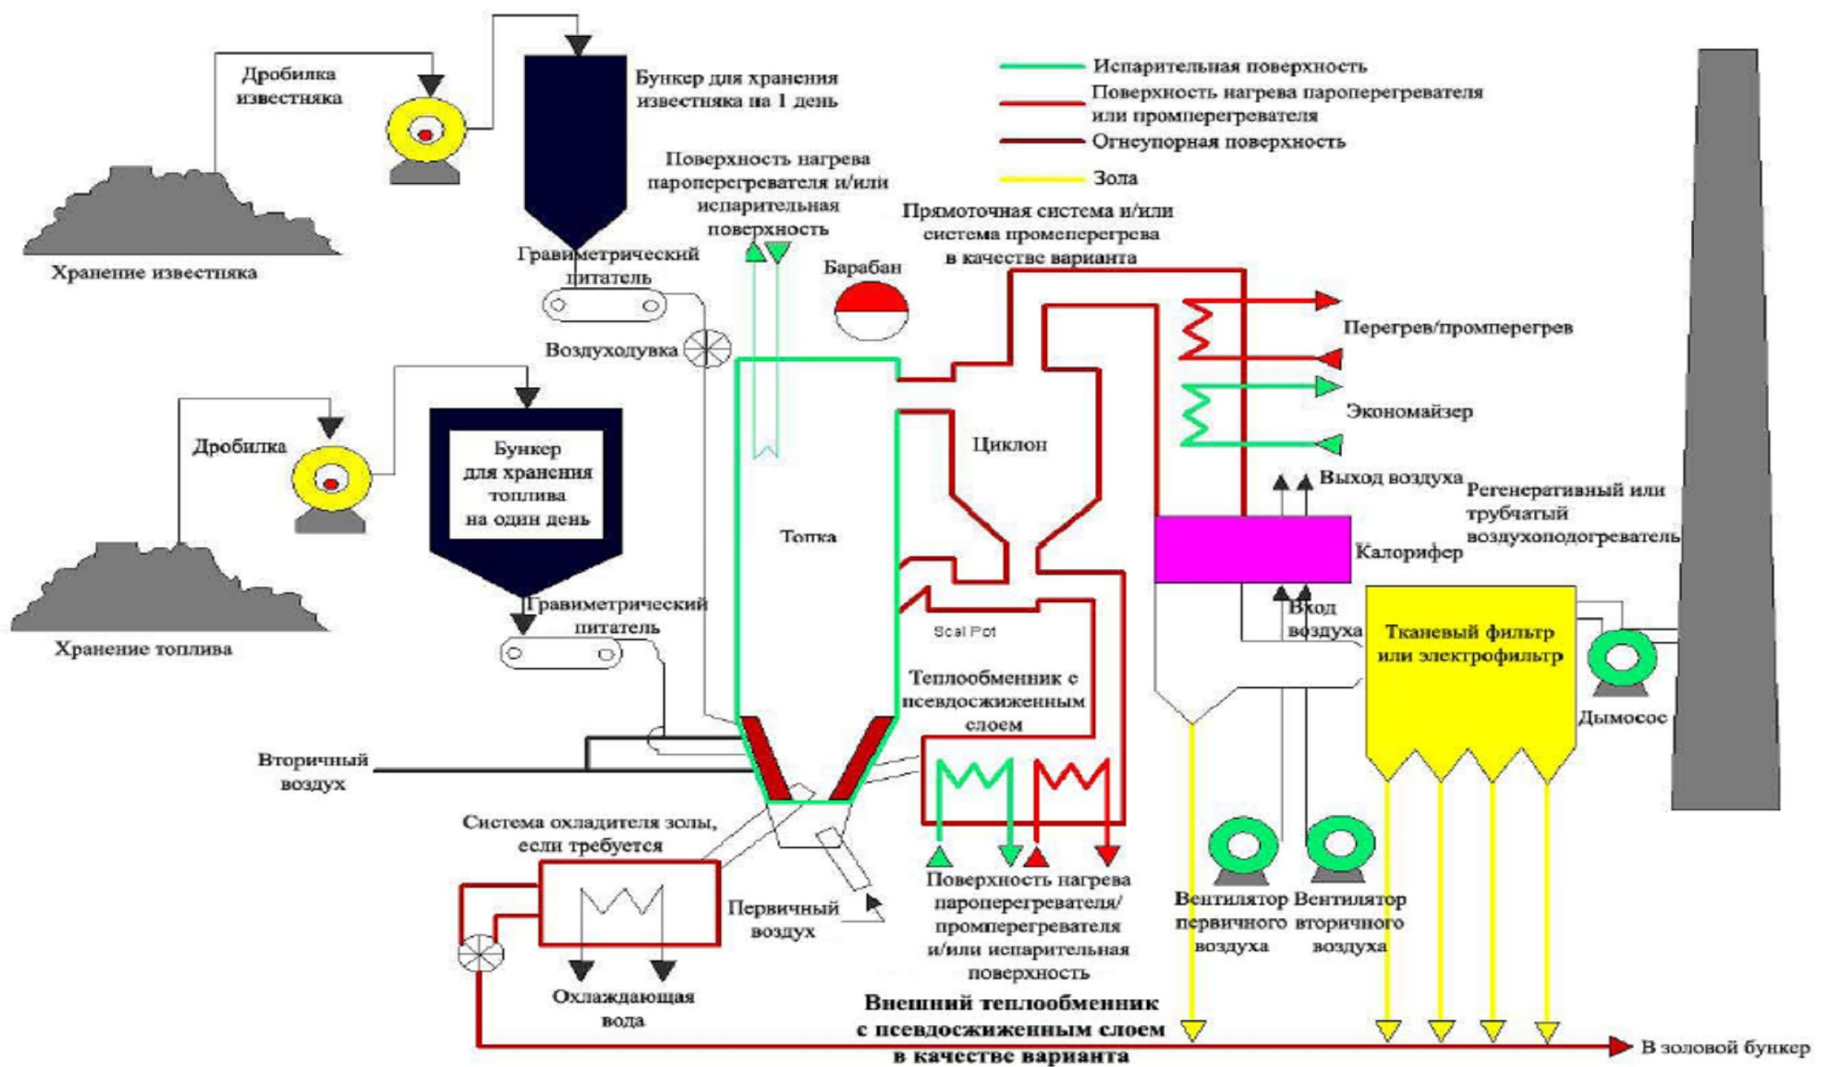 Дробилка
известняка
Бункер для хранения
известняка на 1 день
Хранение известняка
Гравиметрический
питатель
Воздуходувка
Поверхность нагрева
пароперегревателя и/или
испарительная
поверхность
Барабан
Испарительная поверхность
Поверхность нагрева пароперегревателя
или промперегревателя
Огнеупорная поверхность
Зола
Прямоточная система и/или
система промеперегрева
в качестве варианта
Перегрев/промперегрев
Экономайзер
Выход воздуха
Регенеративный или
трубчатый
воздухоподогреватель
Калорифер
Вход
воздуха
Дробилка
Бункер
для хранения
топлива
на один день
Хранение топлива
Гравиметрический
питатель
Топка
Циклон
Scal Pot
Теплообменник с
псевдосжиженным
слоем
Тканевый фильтр
или электрофильтр
Дымосос
Вторичный
воздух
Система охладителя золы,
если требуется
Первичный
воздух
Охлаждающая
вода
Поверхность нагрева
пароперегревателя/
промперегревателя
и/или испарительная
поверхность
Вентилятор
первичного
воздуха
Вентилятор
вторичного
воздуха
Внешний теплообменник
с псевдосжиженным слоем
в качестве варианта
В золовой бункер